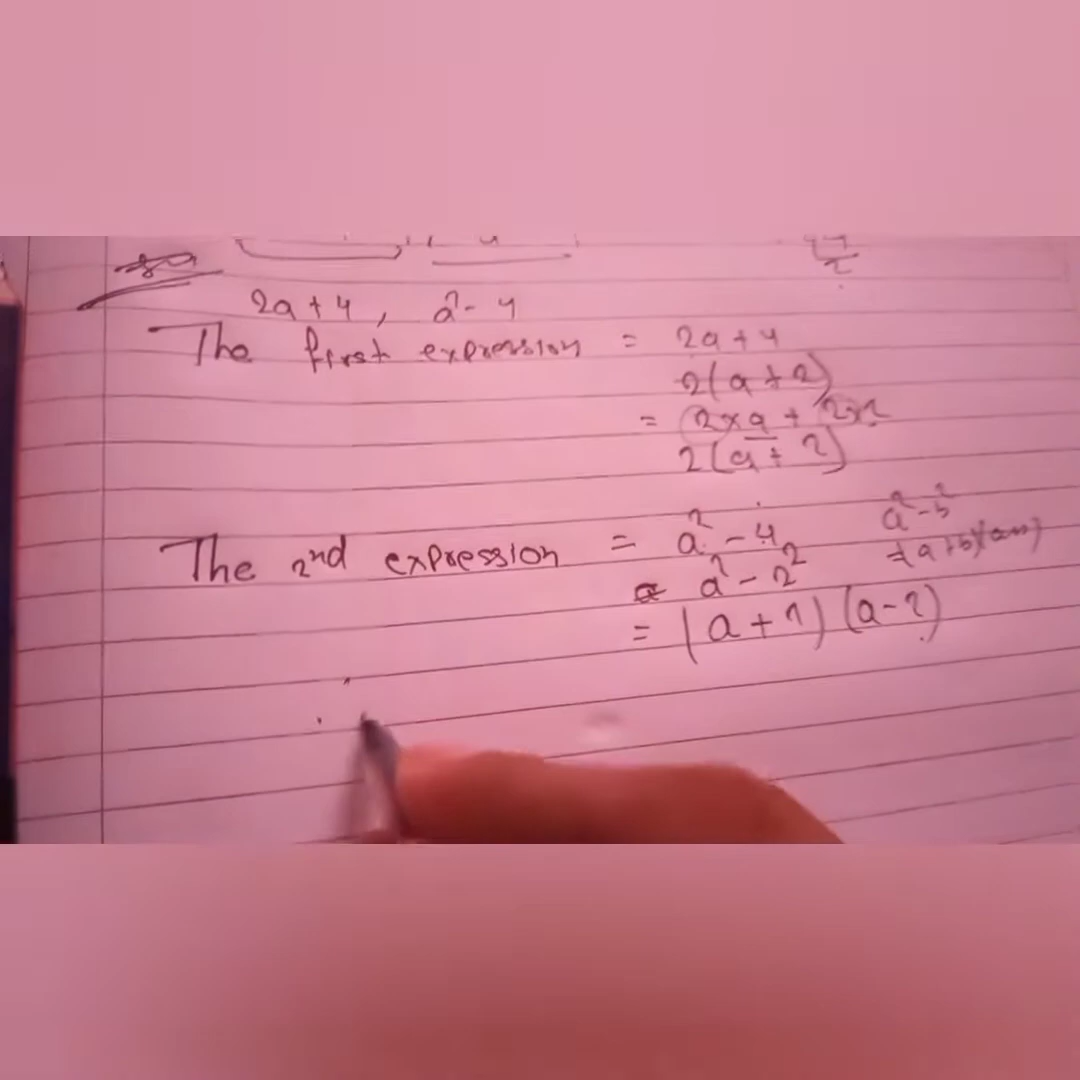 2a + 4, a² - 4
The first expression = 2a + 4
2(a + 2)
= 2×a + 2×2
2(a + 2)
The 2nd expression = a² - 4
a² - b²
= a² - 2²
= (a + 2) (a - 2)